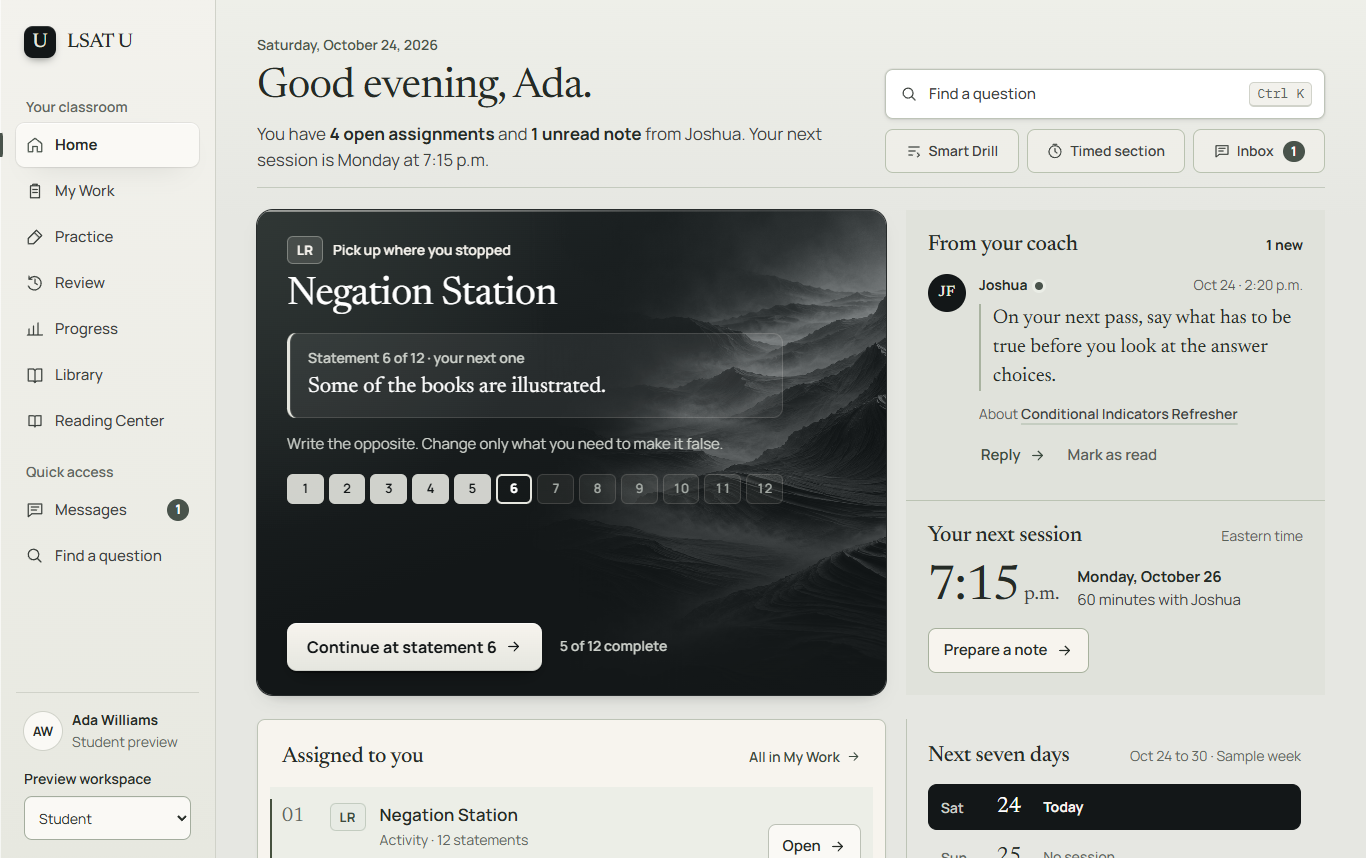 U LSAT U
Your classroom
Home
My Work
Practice
Review
Progress
Library
Reading Center
Quick access
Messages 1
Find a question
AW Ada Williams
Student preview
Preview workspace
Student
Saturday, October 24, 2026
Good evening, Ada.
You have 4 open assignments and 1 unread note from Joshua. Your next
session is Monday at 7:15 p.m.
Find a question Ctrl K
Smart Drill Timed section Inbox 1
LR Pick up where you stopped
Negation Station
Statement 6 of 12 · your next one
Some of the books are illustrated.
Write the opposite. Change only what you need to make it false.
1 2 3 4 5 6 7 8 9 10 11 12
Continue at statement 6 → 5 of 12 complete
From your coach 1 new
JF Joshua Oct 24 · 2:20 p.m.
On your next pass, say what has to be
true before you look at the answer
choices.
About Conditional Indicators Refresher
Reply → Mark as read
Your next session Eastern time
7:15 p.m. Monday, October 26
60 minutes with Joshua
Prepare a note →
Assigned to you All in My Work →
01 LR Negation Station
Activity · 12 statements
Open →
Next seven days Oct 24 to 30 · Sample week
Sat 24 Today
Sun 25 No session